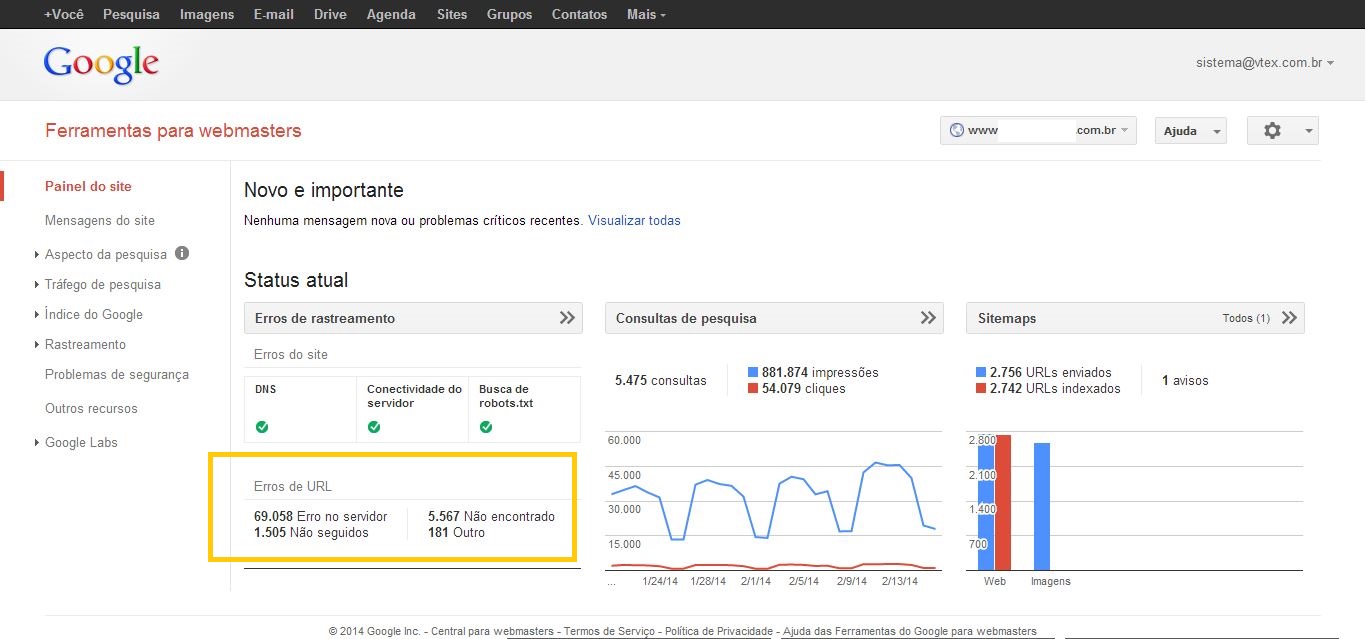 +Você Pesquisa Imagens E-mail Drive Agenda Sites Grupos Contatos Mais
Google
sistema@vtex.com.br
Ferramentas para webmasters
www .com.br
Ajuda
Painel do site
Mensagens do site
Aspecto da pesquisa i
Tráfego de pesquisa
Índice do Google
Rastreamento
Problemas de segurança
Outros recursos
Google Labs
Novo e importante
Nenhuma mensagem nova ou problemas críticos recentes. Visualizar todas
Status atual
Erros de rastreamento
Erros do site
DNS
Conectividade do
servidor
Busca de
robots.txt
Erros de URL
69.058 Erro no servidor
1.505 Não seguidos
5.567 Não encontrado
181 Outro
Consultas de pesquisa
5.475 consultas
881.874 impressões
54.079 cliques
60.000
45.000
30.000
15.000
... 1/24/14 1/28/14 2/1/14 2/5/14 2/9/14 2/13/14
Sitemaps Todos (1)
2.756 URLs enviados
2.742 URLs indexados
1 avisos
2.800
2.100
1.400
700
Web Imagens
© 2014 Google Inc. - Central para webmasters - Termos de Serviço - Política de Privacidade - Ajuda das Ferramentas do Google para webmasters